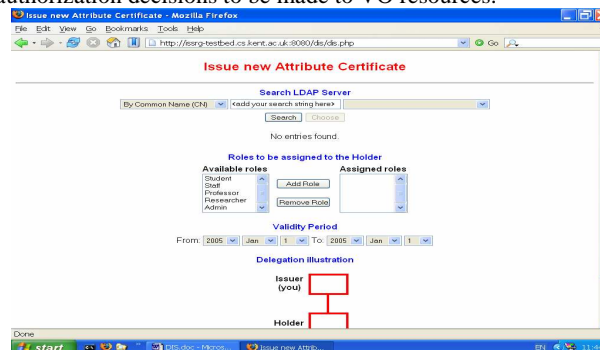 authorization decisions to be made to VO resources.
Issue new Attribute Certificate - Mozilla Firefox
File Edit View Go Bookmarks Tools Help
http://issrg-testbed.cs.kent.ac.uk:8080/dis/dis.php Go
Issue new Attribute Certificate
Search LDAP Server
By Common Name (CN) <add your search string here>
Search Choose
No entries found.
Roles to be assigned to the Holder
Available roles Assigned roles
Student
Staff
Professor
Researcher
Admin
Add Role
Remove Role
Validity Period
From: 2005 Jan 1 To: 2005 Jan 1
Delegation illustration
Issuer
(you)
Holder
Done
start DIS.doc - Micros... Issue new Attrib... EN 11:4